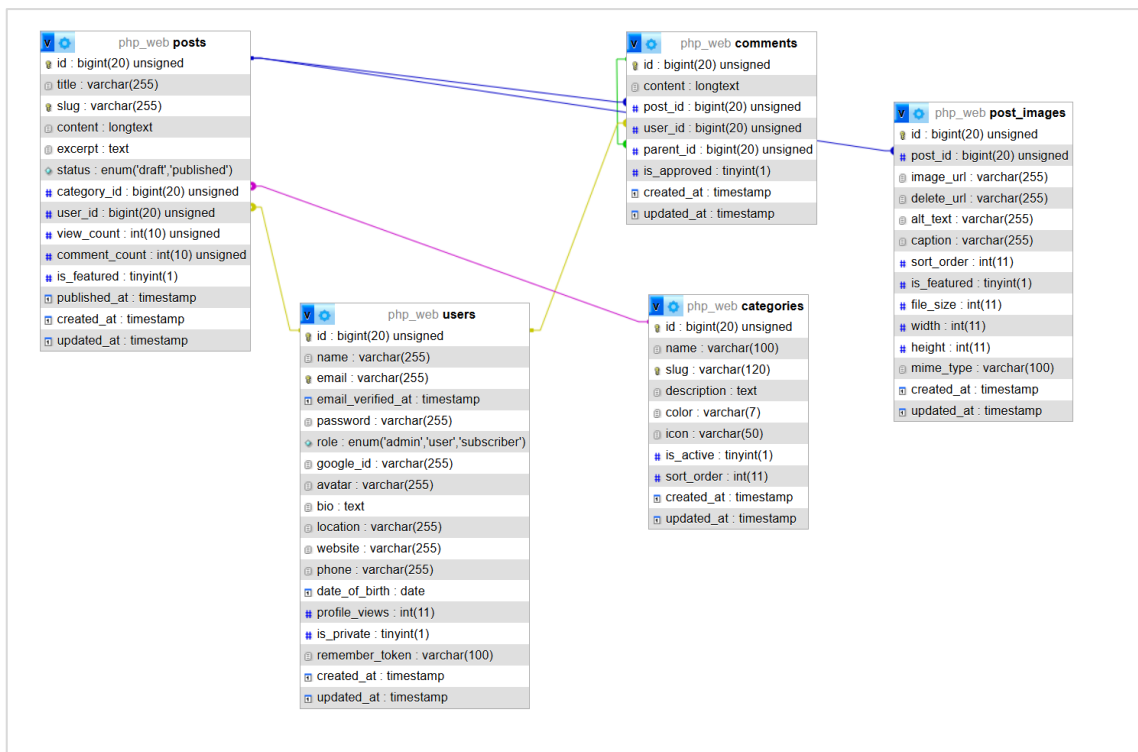 php_web posts
id : bigint(20) unsigned
title : varchar(255)
slug : varchar(255)
content : longtext
excerpt : text
status : enum('draft','published')
category_id : bigint(20) unsigned
user_id : bigint(20) unsigned
view_count : int(10) unsigned
comment_count : int(10) unsigned
is_featured : tinyint(1)
published_at : timestamp
created_at : timestamp
updated_at : timestamp
php_web users
id : bigint(20) unsigned
name : varchar(255)
email : varchar(255)
email_verified_at : timestamp
password : varchar(255)
role : enum('admin','user','subscriber')
google_id : varchar(255)
avatar : varchar(255)
bio : text
location : varchar(255)
website : varchar(255)
phone : varchar(255)
date_of_birth : date
profile_views : int(11)
is_private : tinyint(1)
remember_token : varchar(100)
created_at : timestamp
updated_at : timestamp
php_web comments
id : bigint(20) unsigned
content : longtext
post_id : bigint(20) unsigned
user_id : bigint(20) unsigned
parent_id : bigint(20) unsigned
is_approved : tinyint(1)
created_at : timestamp
updated_at : timestamp
php_web categories
id : bigint(20) unsigned
name : varchar(100)
slug : varchar(120)
description : text
color : varchar(7)
icon : varchar(50)
is_active : tinyint(1)
sort_order : int(11)
created_at : timestamp
updated_at : timestamp
php_web post_images
id : bigint(20) unsigned
post_id : bigint(20) unsigned
image_url : varchar(255)
delete_url : varchar(255)
alt_text : varchar(255)
caption : varchar(255)
sort_order : int(11)
is_featured : tinyint(1)
file_size : int(11)
width : int(11)
height : int(11)
mime_type : varchar(100)
created_at : timestamp
updated_at : timestamp